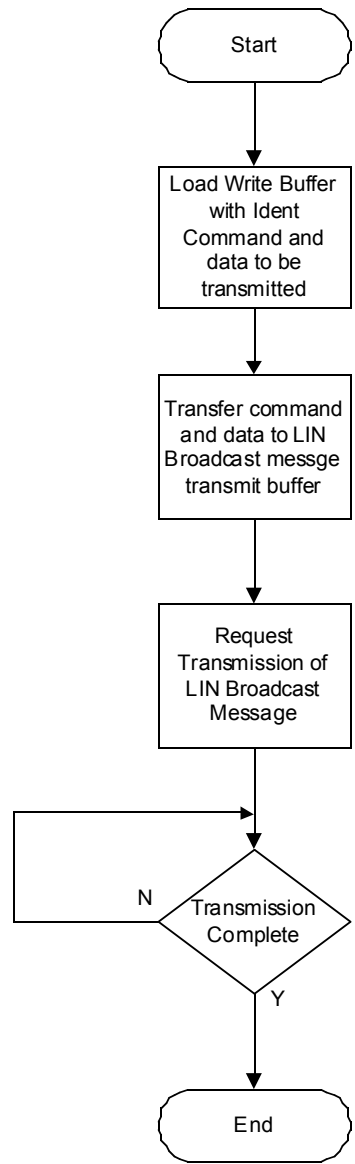 Start
Load Write Buffer
with Ident
Command and
data to be
transmitted
Transfer command
and data to LIN
Broadcast messge
transmit buffer
Request
Transmission of
LIN Broadcast
Message
N
Transmission
Complete
Y
End